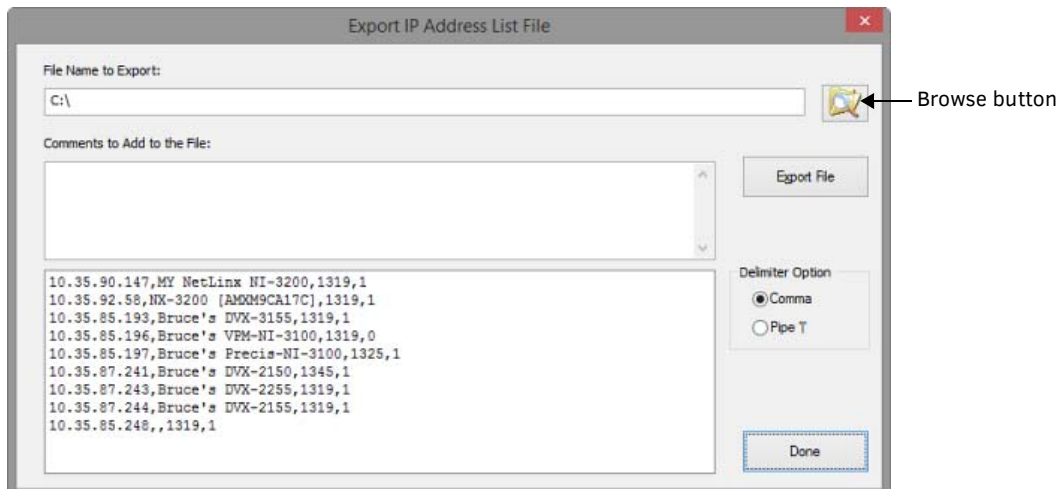 Export IP Address List File
File Name to Export:
C:\
Browse button
Comments to Add to the File:
Export File
10.35.90.147,MY NetLinx NI-3200,1319,1
10.35.92.58,NX-3200 [AMXM9CA17C],1319,1
10.35.85.193,Bruce's DVX-3155,1319,1
10.35.85.196,Bruce's VPM-NI-3100,1319,0
10.35.85.197,Bruce's Precis-NI-3100,1325,1
10.35.87.241,Bruce's DVX-2150,1345,1
10.35.87.243,Bruce's DVX-2255,1319,1
10.35.87.244,Bruce's DVX-2155,1319,1
10.35.85.248,,1319,1
Delimiter Option
Comma
Pipe '|'
Done